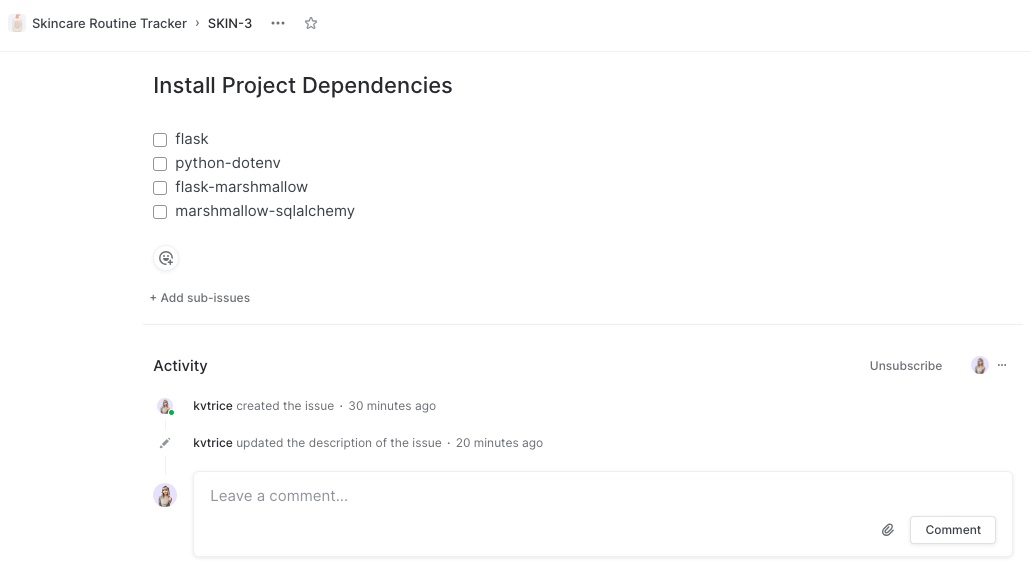 Skincare Routine Tracker › SKIN-3 ···
Install Project Dependencies
flask
python-dotenv
flask-marshmallow
marshmallow-sqlalchemy
+ Add sub-issues
Activity Unsubscribe ···
kvtrice created the issue · 30 minutes ago
kvtrice updated the description of the issue · 20 minutes ago
Leave a comment...
Comment